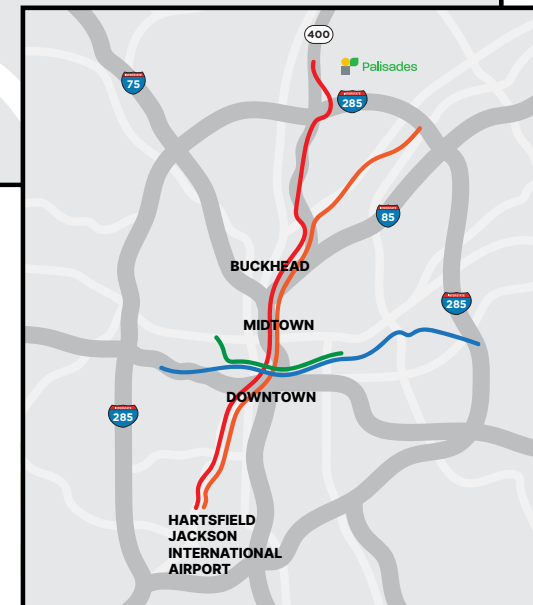 400
Palisades
75
285
85
BUCKHEAD
285
MIDTOWN
DOWNTOWN
285
HARTSFIELD
JACKSON
INTERNATIONAL
AIRPORT